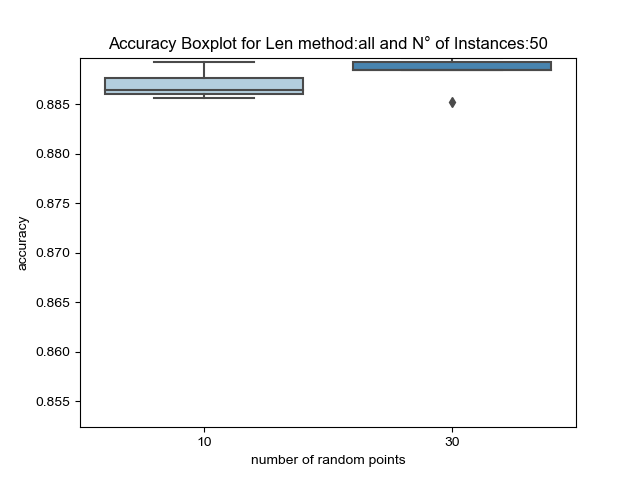 Accuracy Boxplot for Len method:all and N° of Instances:50
accuracy
0.885
0.880
0.875
0.870
0.865
0.860
0.855
10 30
number of random points